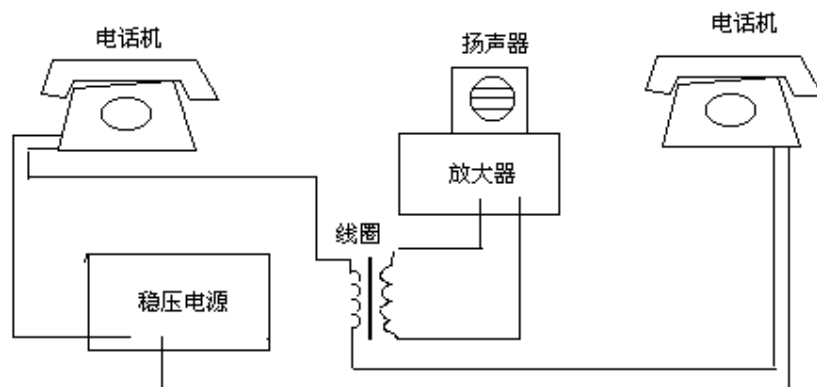 电话机
扬声器
电话机
放大器
线圈
稳压电源